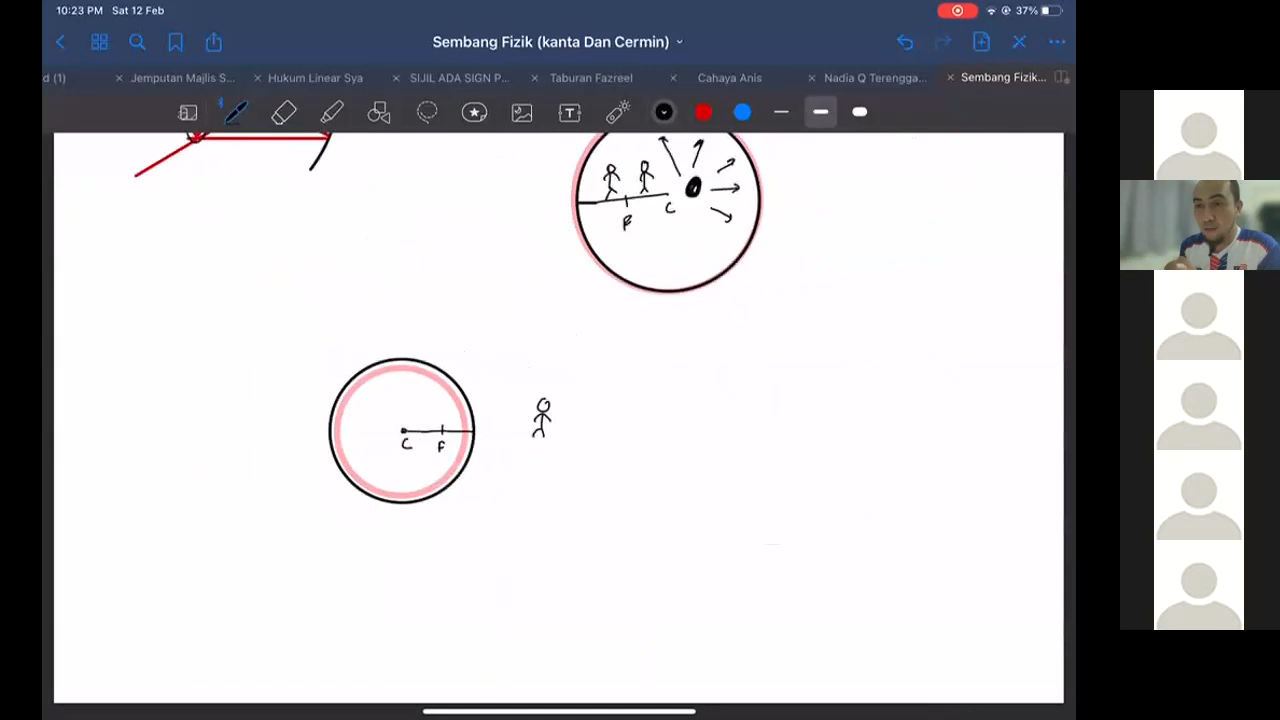 10:23 PM Sat 12 Feb
37%
Sembang Fizik (kanta Dan Cermin)
d (1)
Jemputan Majlis S...
Hukum Linear Sya
SIJIL ADA SIGN P...
Taburan Fazreel
Cahaya Anis
Nadia Q Terengga...
Sembang Fizik...
F
C
C
F